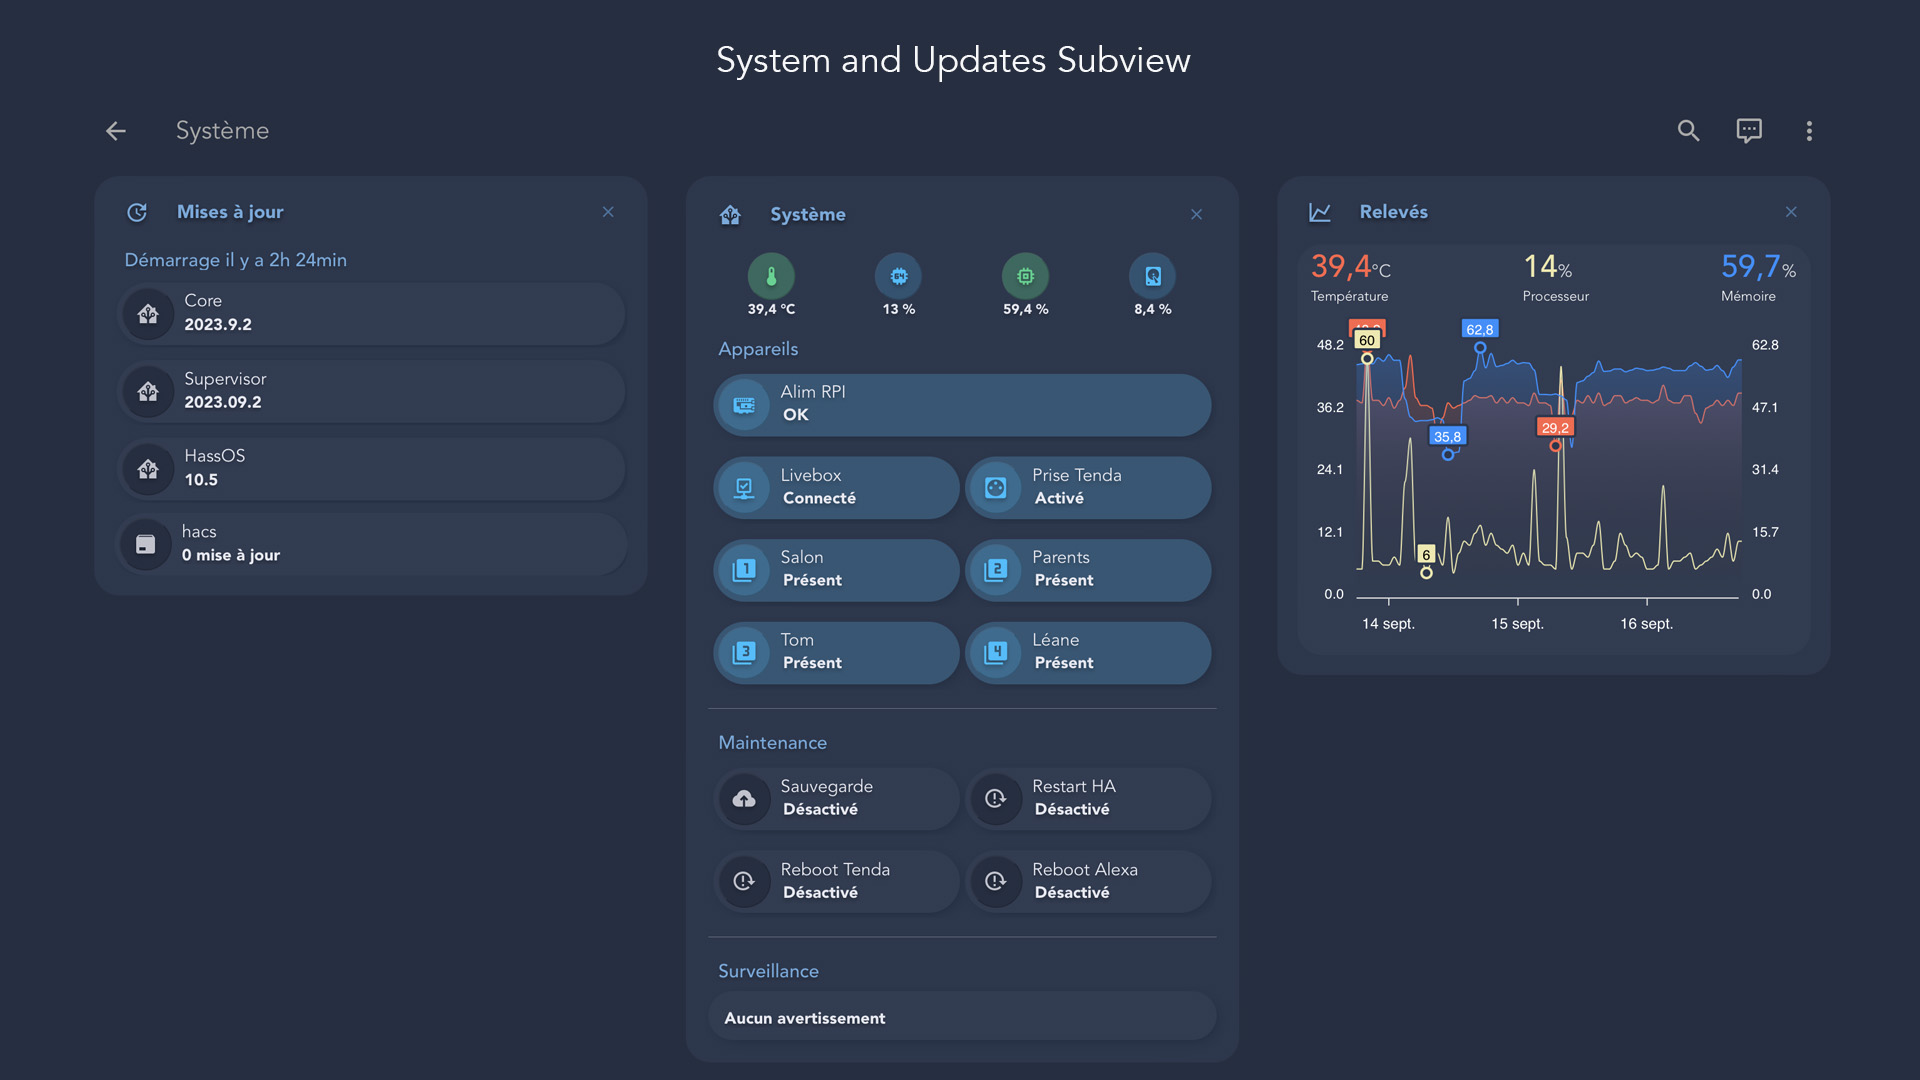 System and Updates Subview
Système
Mises à jour
Démarrage il y a 2h 24min
Core
2023.9.2
Supervisor
2023.09.2
HassOS
10.5
hacs
0 mise à jour
Système
39,4 °C
13 %
59,4 %
8,4 %
Appareils
Alim RPI
OK
Livebox
Connecté
Prise Tenda
Activé
1
Salon
Présent
2
Parents
Présent
3
Tom
Présent
4
Léane
Présent
Maintenance
Sauvegarde
Désactivé
Restart HA
Désactivé
Reboot Tenda
Désactivé
Reboot Alexa
Désactivé
Surveillance
Aucun avertissement
Relevés
39,4°C
Température
14%
Processeur
59,7%
Mémoire
60
62,8
35,8
29,2
6
48.2
36.2
24.1
12.1
0.0
62.8
47.1
31.4
15.7
0.0
14 sept.
15 sept.
16 sept.